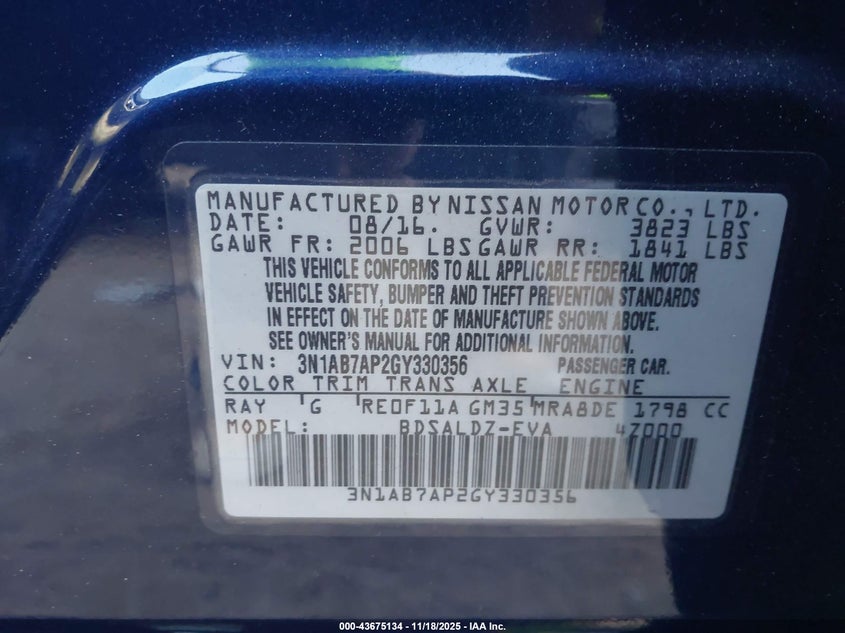 MANUFACTURED BY NISSAN MOTOR CO., LTD.
DATE: 08/16. GVWR: 3823 LBS
GAWR FR: 2006 LBS GAWR RR: 1841 LBS
THIS VEHICLE CONFORMS TO ALL APPLICABLE FEDERAL MOTOR
VEHICLE SAFETY, BUMPER AND THEFT PREVENTION STANDARDS
IN EFFECT ON THE DATE OF MANUFACTURE SHOWN ABOVE.
SEE OWNER'S MANUAL FOR ADDITIONAL INFORMATION.
VIN: 3N1AB7AP2GY330356 PASSENGER CAR.
COLOR TRIM TRANS AXLE ENGINE
RAY G RE0F11A GM35 MRA8DE 1798 CC
MODEL: BDSALDZ-EVA 4Z000
3N1AB7AP2GY330356
000-43675134 - 11/18/2025 - IAA Inc.